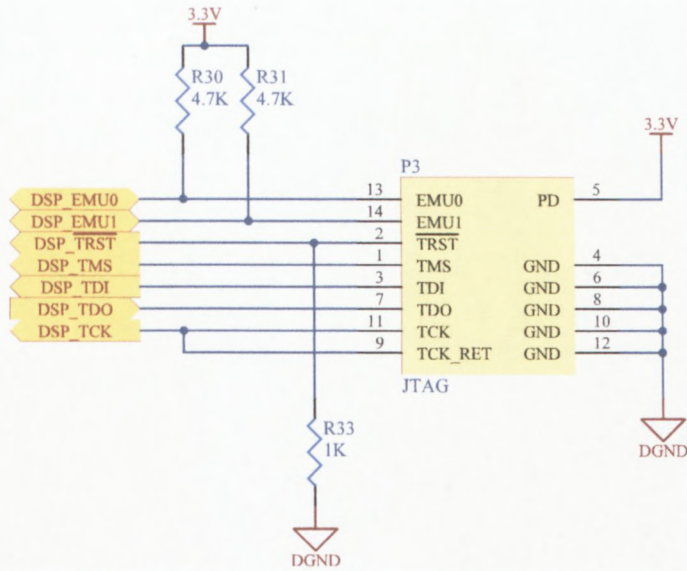 3.3V
R30
4.7K
R31
4.7K
3.3V
P3
DSP_EMU0 13 EMU0 PD 5
DSP_EMU1 14 EMU1
DSP_TRST 2 TRST
DSP_TMS 1 TMS GND 4
DSP_TDI 3 TDI GND 6
DSP_TDO 7 TDO GND 8
DSP_TCK 11 TCK GND 10
9 TCK_RET GND 12
JTAG
R33
1K
DGND
DGND